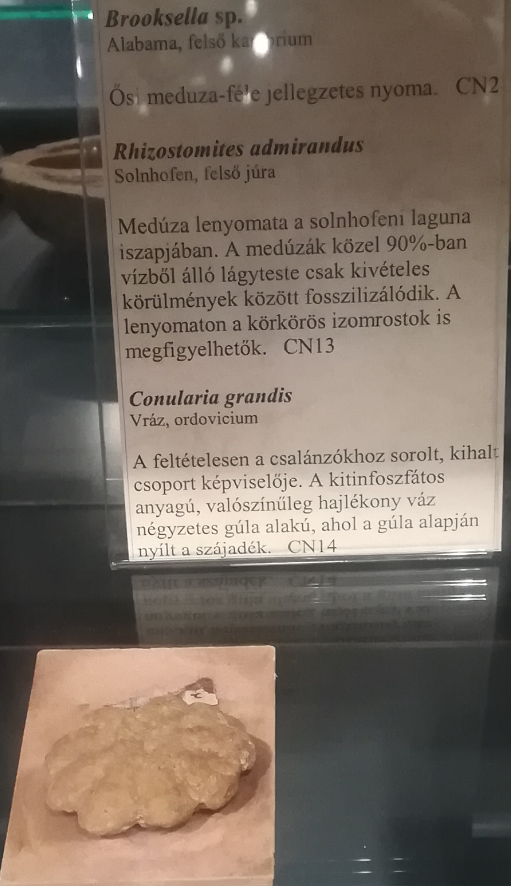 Brooksella sp.
Alabama, felső
Ősi meduza-féle jellegzetes nyoma. CN2
Rhizostomites admirandus
Solnhofen, felső júra
Medúza lenyomata a solnhofeni laguna
iszapjában. A medúzák közel 90%-ban
vízből álló lágyteste csak kivételes
körülmények között fosszilizálódik. A
lenyomaton a körkörös izomrostok is
megfigyelhetők. CN13
Conularia grandis
Vráz, ordovicium
A feltételesen a csalánzókhoz sorolt, kihalt
csoport képviselője. A kitinfoszfátos
anyagú, valószínűleg hajlékony váz
négyzetes gúla alakú, ahol a gúla alapján
nyílt a szájadék. CN14